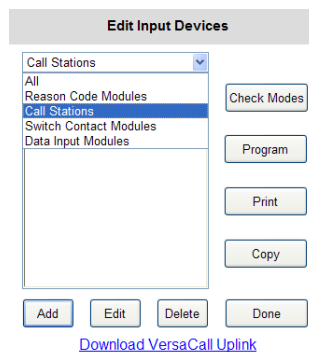 Edit Input Devices
Call Stations
All
Reason Code Modules
Call Stations
Switch Contact Modules
Data Input Modules
Check Modes
Program
Print
Copy
Add Edit Delete Done
Download VersaCall Uplink